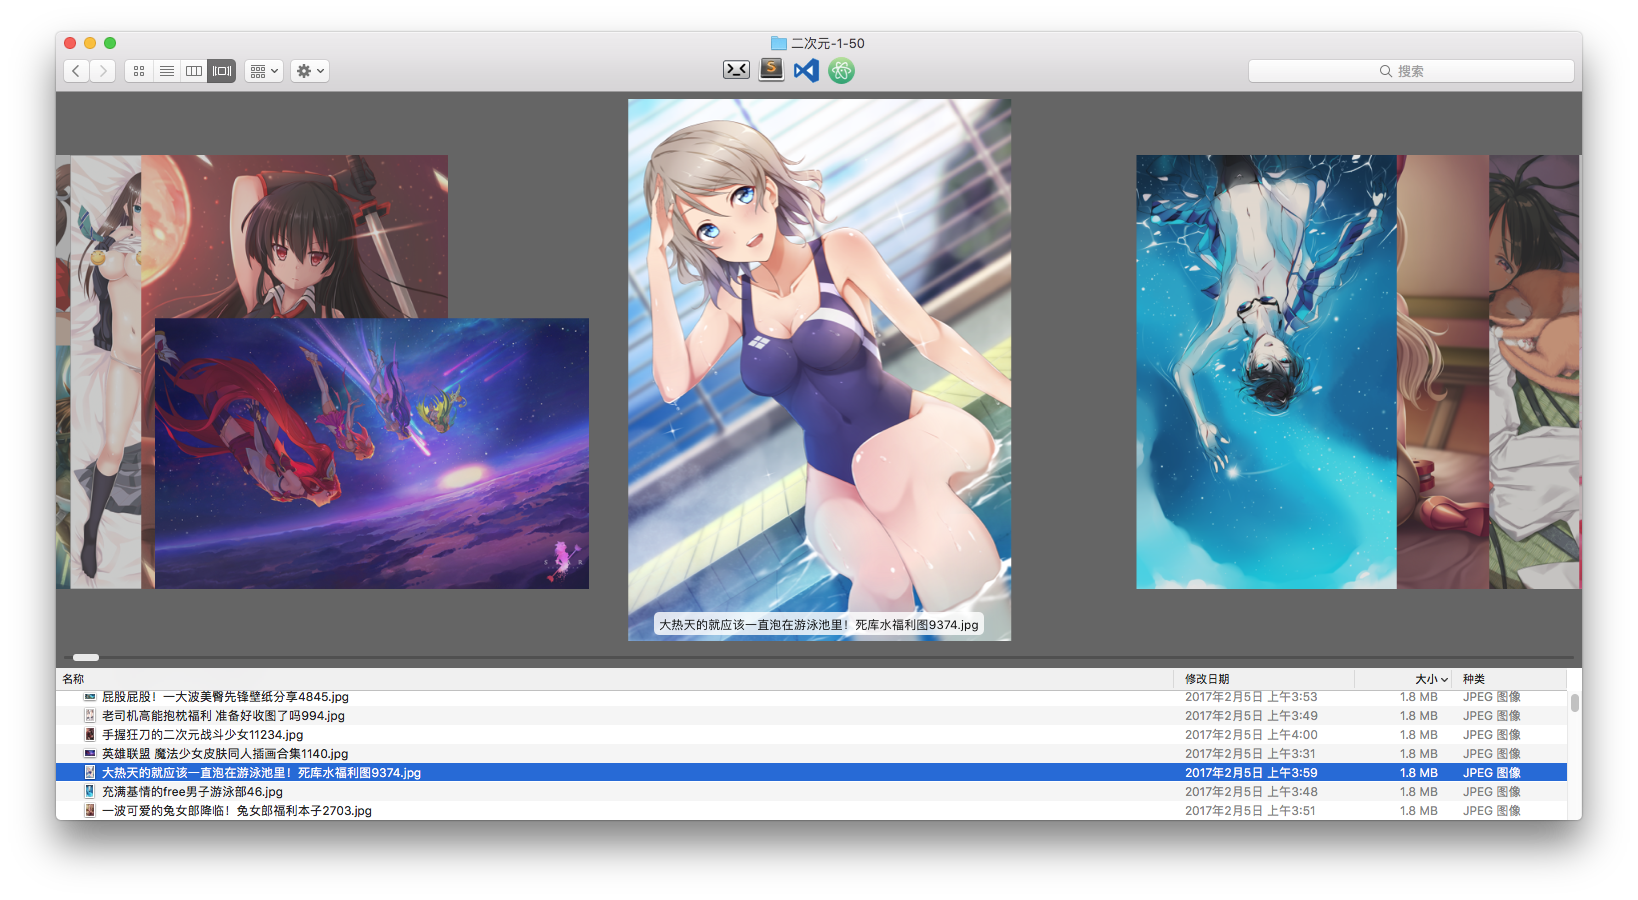 二次元-1-50
搜索
大热天的就应该一直泡在游泳池里！死库水福利图9374.jpg
名称 修改日期 大小 种类
屁股屁股！一大波美臀先锋壁纸分享4845.jpg 2017年2月5日 上午3:53 1.8 MB JPEG 图像
老司机高能抱枕福利 准备好收图了吗994.jpg 2017年2月5日 上午3:49 1.8 MB JPEG 图像
手握狂刀的二次元战斗少女11234.jpg 2017年2月5日 上午4:00 1.8 MB JPEG 图像
英雄联盟 魔法少女皮肤同人插画合集1140.jpg 2017年2月5日 上午3:31 1.8 MB JPEG 图像
大热天的就应该一直泡在游泳池里！死库水福利图9374.jpg 2017年2月5日 上午3:59 1.8 MB JPEG 图像
充满基情的free男子游泳部46.jpg 2017年2月5日 上午3:48 1.8 MB JPEG 图像
一波可爱的兔女郎降临！兔女郎福利本子2703.jpg 2017年2月5日 上午3:51 1.8 MB JPEG 图像